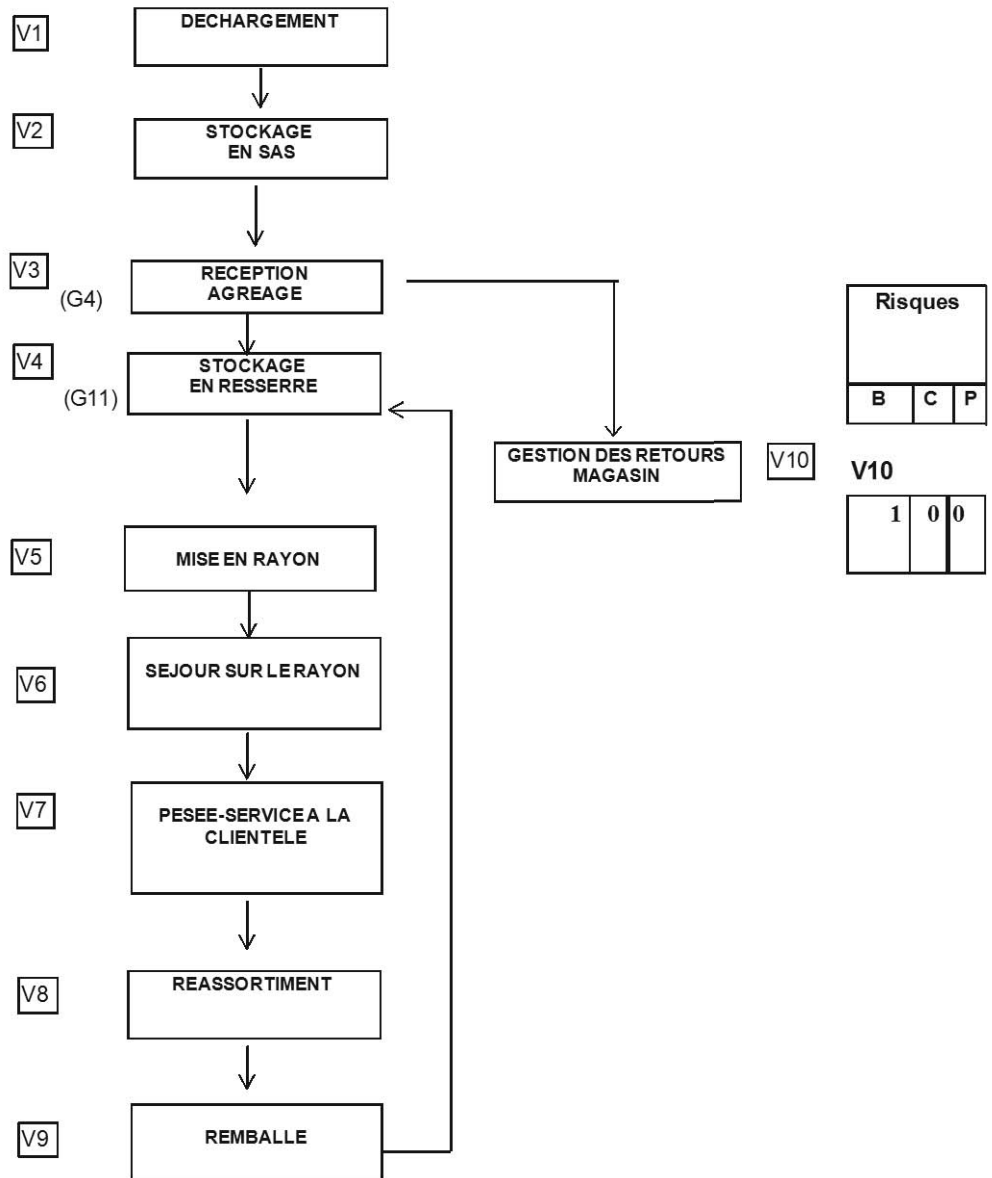 V1
DECHARGEMENT
V2
STOCKAGE
EN SAS
V3
(G4)
RECEPTION
AGREAGE
V4
(G11)
STOCKAGE
EN RESSERRE
Risques
B C P
GESTION DES RETOURS
MAGASIN
V10
V10
1 0 0
V5
MISE EN RAYON
V6
SEJOUR SUR LE RAYON
V7
PESEE-SERVICE A LA
CLIENTELE
V8
REASSORTIMENT
V9
REMBALLE